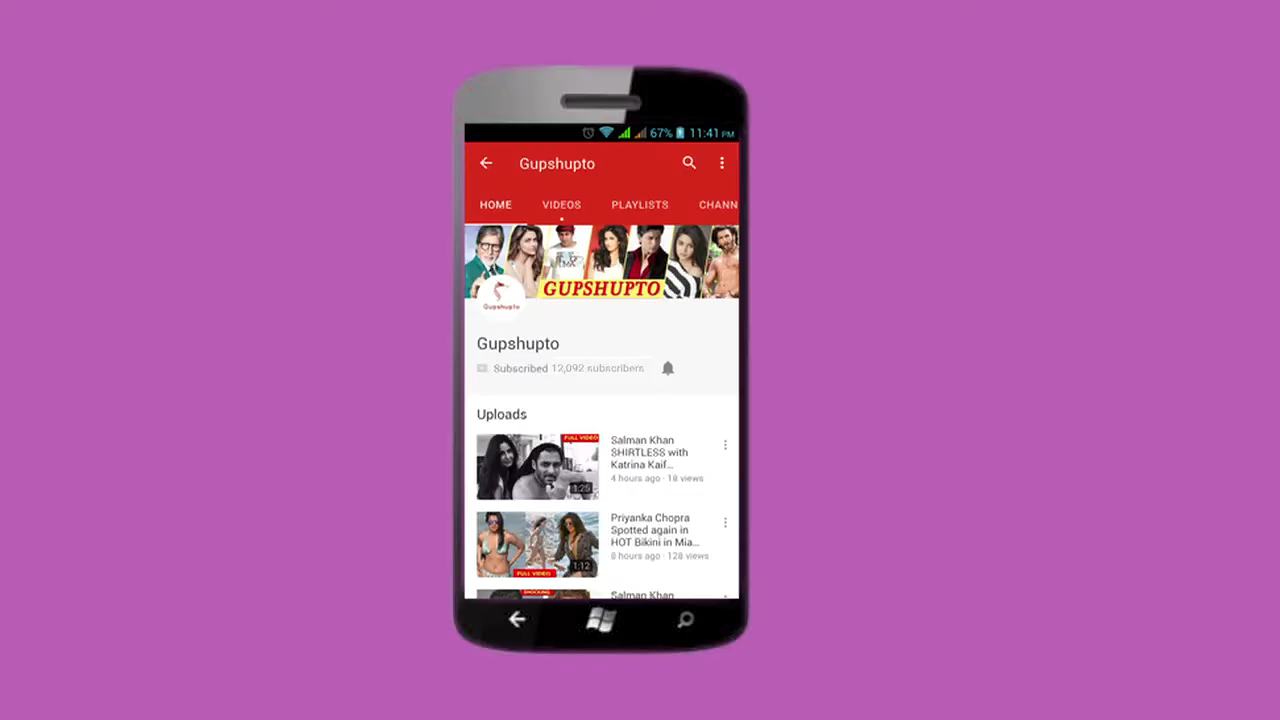 67% 11:41 PM
Gupshupto
HOME VIDEOS PLAYLISTS CHANN
GUPSHUPTO
Gupshupto
Gupshupto
Subscribed 12,092 subscribers
Uploads
FULL VIDEO
1:25
Salman Khan
SHIRTLESS with
Katrina Kaif...
4 hours ago · 18 views
FULL VIDEO
1:12
Priyanka Chopra
Spotted again in
HOT Bikini in Mia...
8 hours ago · 128 views
SHOCKING
Salman Khan